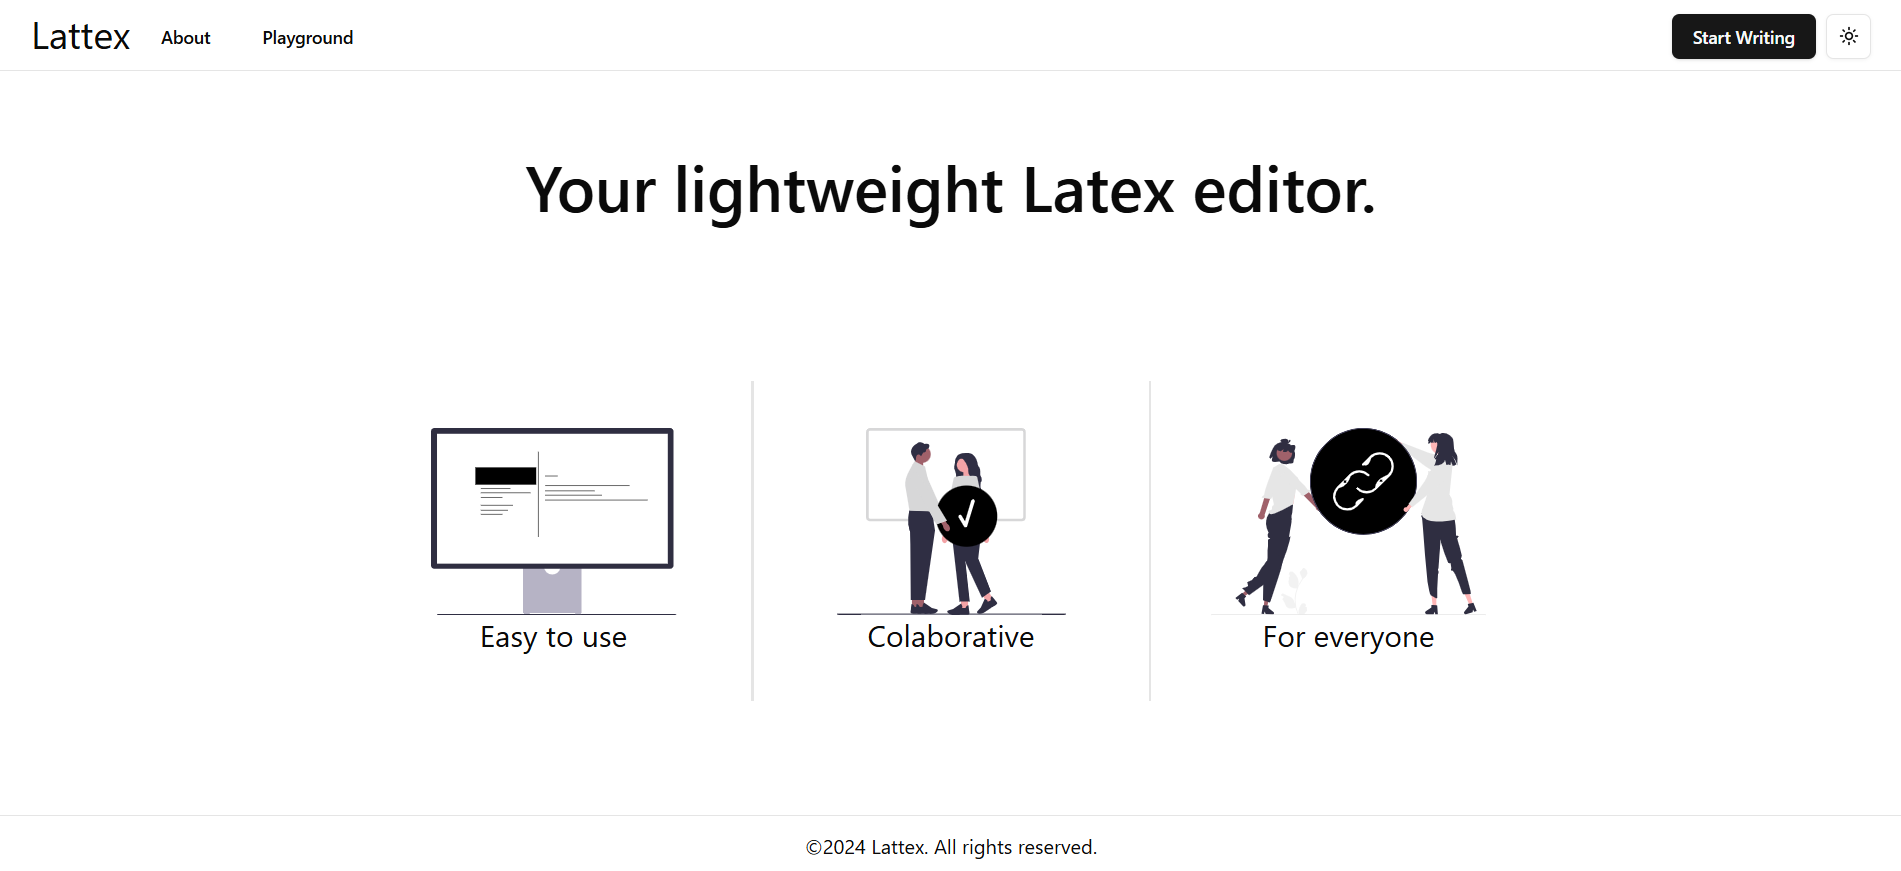 Lattex About Playground Start Writing
Your lightweight Latex editor.
Easy to use Colaborative For everyone
©2024 Lattex. All rights reserved.